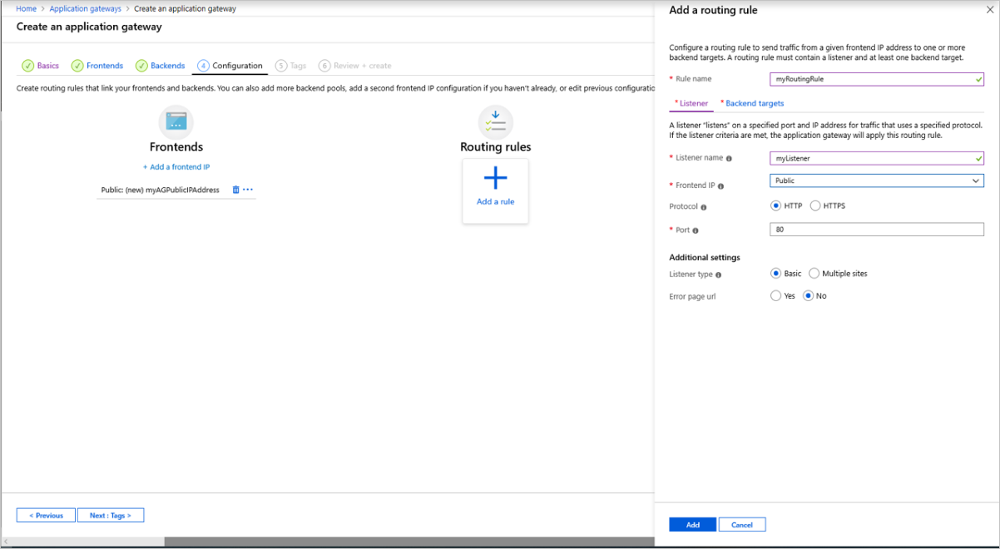 Home > Application gateways > Create an application gateway
Create an application gateway
Basics Frontends Backends 4 Configuration 5 Tags 6 Review + create
Create routing rules that link your frontends and backends. You can also add more backend pools, add a second frontend IP configuration if you haven't already, or edit previous configuratio
Frontends
+ Add a frontend IP
Public: (new) myAGPublicIPAddress ...
Routing rules
Add a rule
< Previous Next : Tags >
Add a routing rule
Configure a routing rule to send traffic from a given frontend IP address to one or more
backend targets. A routing rule must contain a listener and at least one backend target.
* Rule name myRoutingRule
* Listener * Backend targets
A listener "listens" on a specified port and IP address for traffic that uses a specified protocol.
If the listener criteria are met, the application gateway will apply this routing rule.
* Listener name myListener
* Frontend IP Public
Protocol HTTP HTTPS
* Port 80
Additional settings
Listener type Basic Multiple sites
Error page url Yes No
Add Cancel